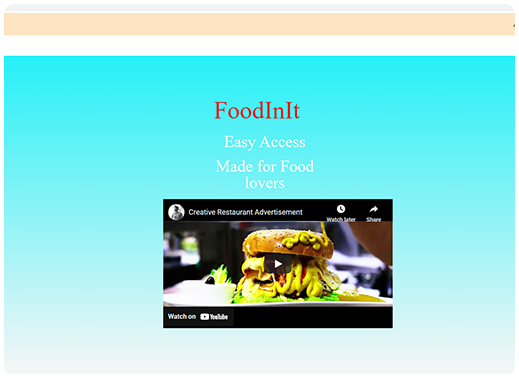 FoodInIt
Easy Access
Made for Food
lovers
Creative Restaurant Advertisement
Watch later
Share
Watch on YouTube